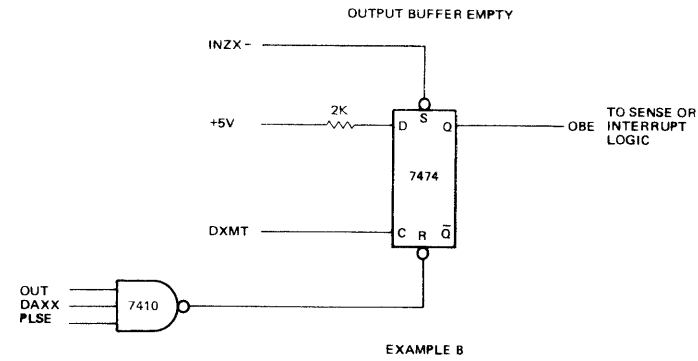 OUTPUT BUFFER EMPTY
INZX-
2K
+5V
D
S
Q
OBE
TO SENSE OR
INTERRUPT
LOGIC
7474
DXMT
C
R
Q̅
OUT
DAXX
PLSE
7410
EXAMPLE B